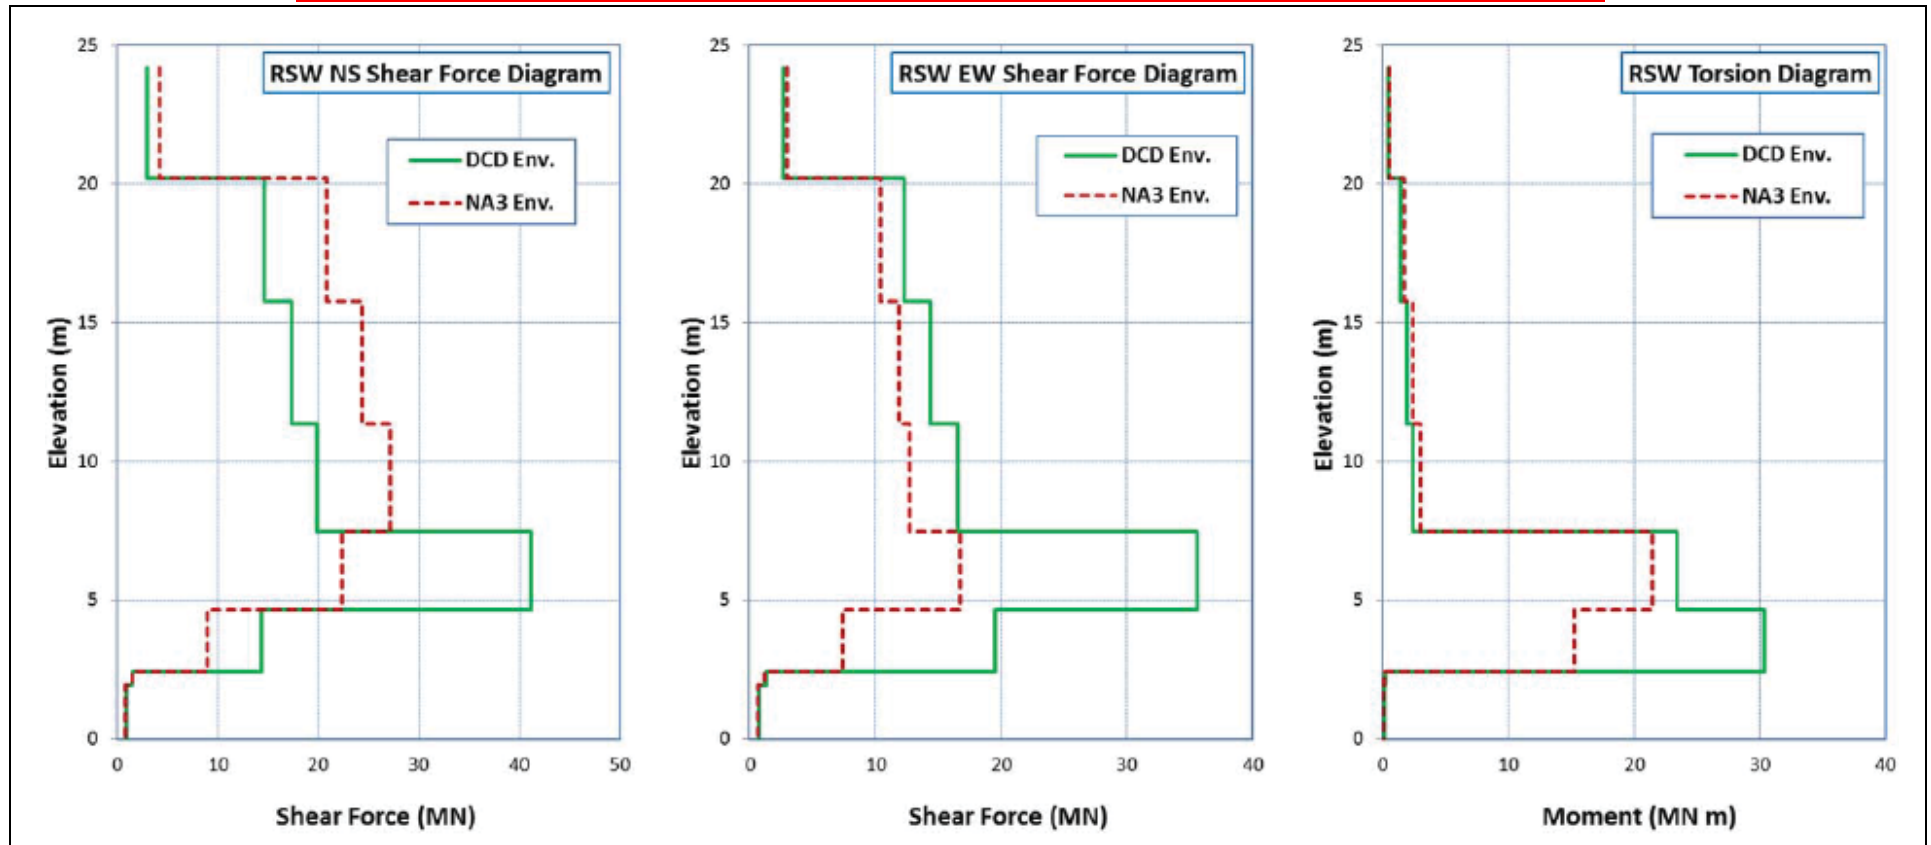 RSW NS Shear Force Diagram
DCD Env.
NA3 Env.
25
20
15
10
5
0
Elevation (m)
0 10 20 30 40 50
Shear Force (MN)
RSW EW Shear Force Diagram
DCD Env.
NA3 Env.
25
20
15
10
5
0
Elevation (m)
0 10 20 30 40
Shear Force (MN)
RSW Torsion Diagram
DCD Env.
NA3 Env.
25
20
15
10
5
0
Elevation (m)
0 10 20 30 40
Moment (MN m)